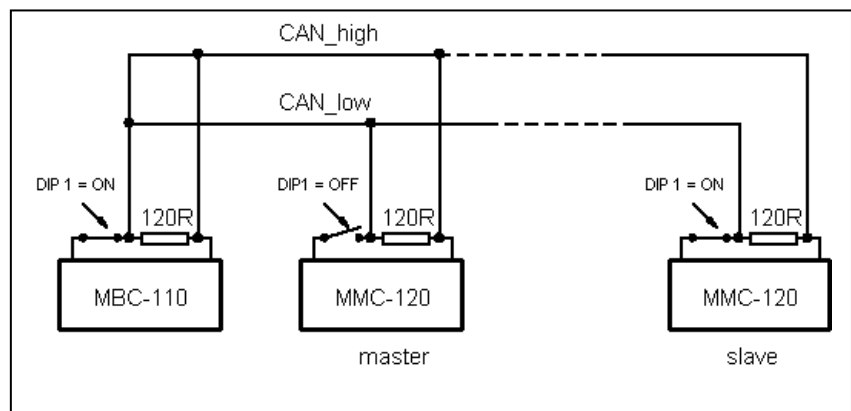 CAN_high
CAN_low
DIP 1 = ON
DIP1 = OFF
DIP 1 = ON
120R
120R
120R
MBC-110
MMC-120
MMC-120
master
slave